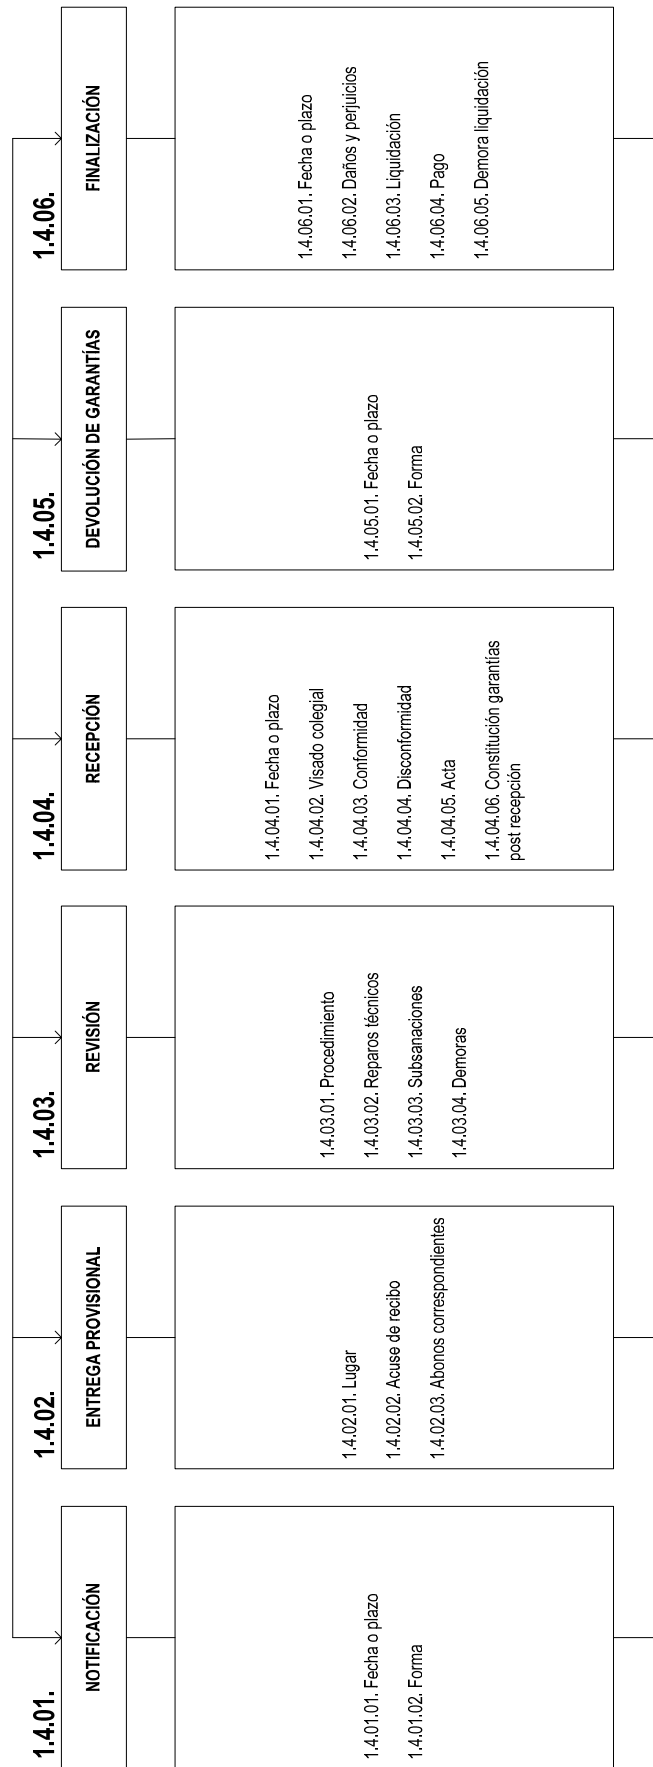 1.4.01.
NOTIFICACIÓN
1.4.01.01. Fecha o plazo
1.4.01.02. Forma
1.4.02.
ENTREGA PROVISIONAL
1.4.02.01. Lugar
1.4.02.02. Acuse de recibo
1.4.02.03. Abonos correspondientes
1.4.03.
REVISIÓN
1.4.03.01. Procedimiento
1.4.03.02. Reparos técnicos
1.4.03.03. Subsanaciones
1.4.03.04. Demoras
1.4.04.
RECEPCIÓN
1.4.04.01. Fecha o plazo
1.4.04.02. Visado colegial
1.4.04.03. Conformidad
1.4.04.04. Disconformidad
1.4.04.05. Acta
1.4.04.06. Constitución garantías
post recepción
1.4.05.
DEVOLUCIÓN DE GARANTÍAS
1.4.05.01. Fecha o plazo
1.4.05.02. Forma
1.4.06.
FINALIZACIÓN
1.4.06.01. Fecha o plazo
1.4.06.02. Daños y perjuicios
1.4.06.03. Liquidación
1.4.06.04. Pago
1.4.06.05. Demora liquidación